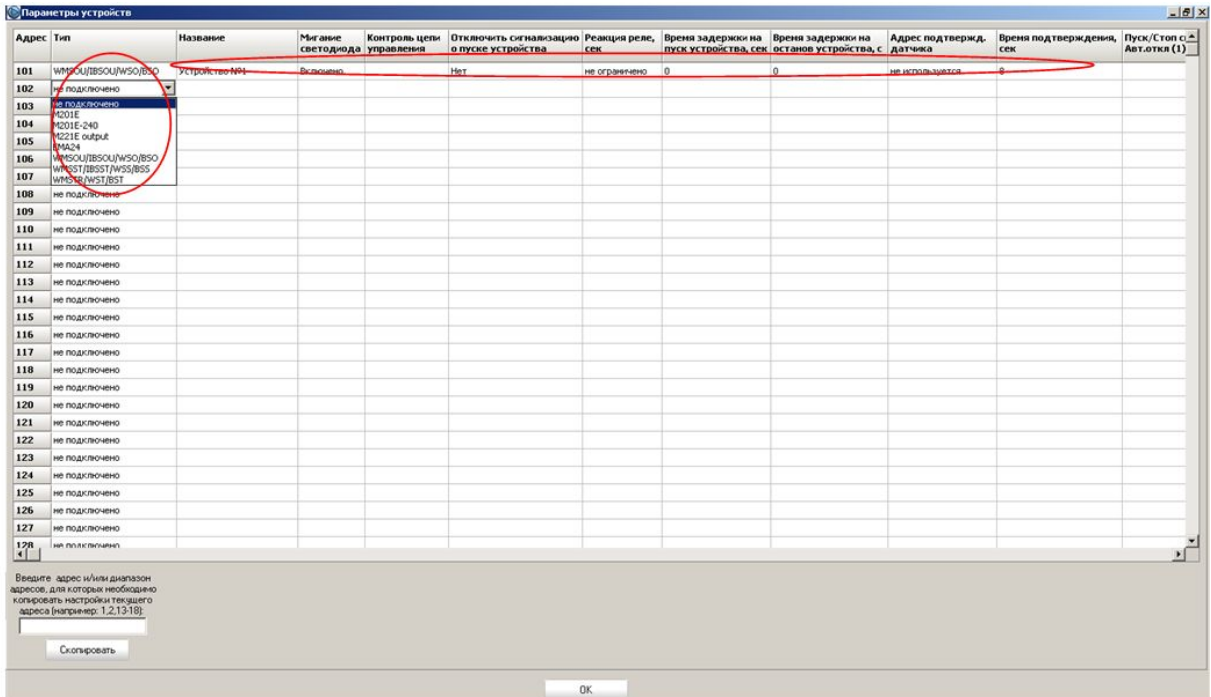 Параметры устройств
Адрес Тип Название Мигание светодиода Контроль цепи управления Отключить сигнализацию о пуске устройства Реакция реле, сек Время задержки на пуск устройства, сек Время задержки на останов устройства, с Адрес подтвержд. датчика Время подтверждения, сек Пуск/Стоп с Авт.откл (1)
101 WMSOU/IBSOU/WSO/BSO Устройство №1 Включено Нет не ограничено 0 0 не используется 8
102 не подключено
103 не подключено
M201E
104 M201E-240
M221E output
105 EMA24
106 WMSOU/IBSOU/WSO/BSO
WMSST/IBSST/WSS/BSS
107 WMSTR/WST/BST
108 не подключено
109 не подключено
110 не подключено
111 не подключено
112 не подключено
113 не подключено
114 не подключено
115 не подключено
116 не подключено
117 не подключено
118 не подключено
119 не подключено
120 не подключено
121 не подключено
122 не подключено
123 не подключено
124 не подключено
125 не подключено
126 не подключено
127 не подключено
128 не подключено
Введите адрес и/или диапазон
адресов, для которых необходимо
копировать настройки текущего
адреса (например: 1,2,13-18):
Скопировать
OK